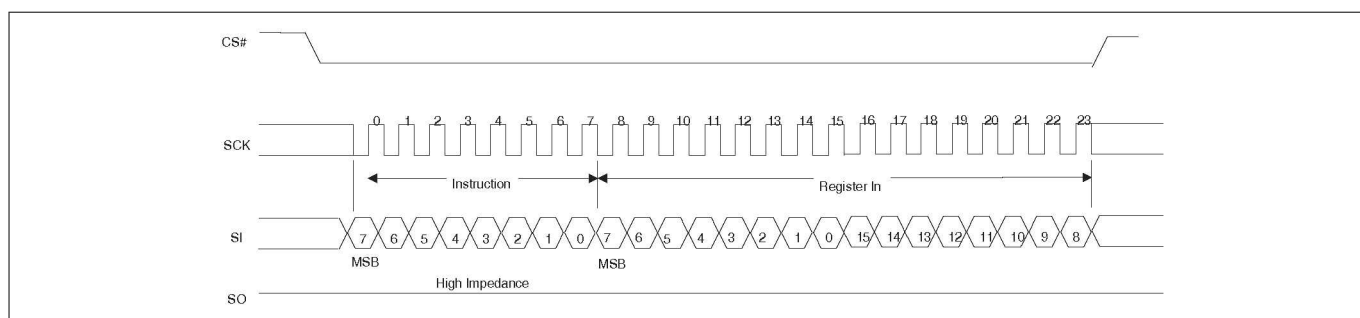 CS#
0 1 2 3 4 5 6 7 8 9 10 11 12 13 14 15 16 17 18 19 20 21 22 23
SCK
Instruction Register In
SI 7 6 5 4 3 2 1 0 7 6 5 4 3 2 1 0 15 14 13 12 11 10 9 8
MSB MSB
High Impedance
SO